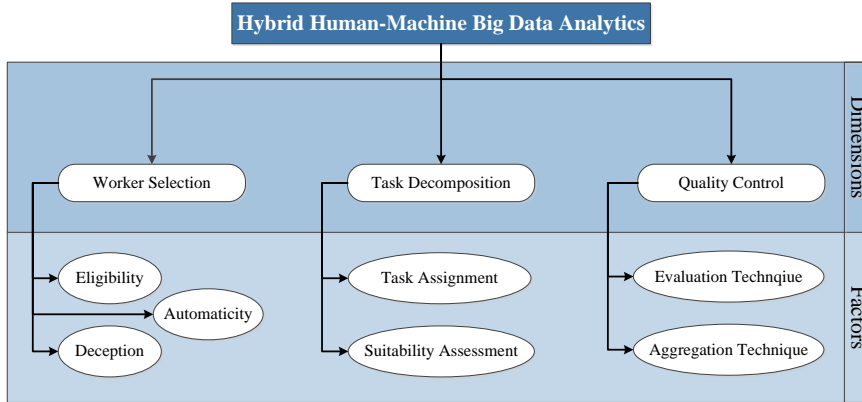 Hybrid Human-Machine Big Data Analytics
Dimensions
Worker Selection
Task Decomposition
Quality Control
Factors
Eligibility
Automaticity
Deception
Task Assignment
Suitability Assessment
Evaluation Technqiue
Aggregation Technique